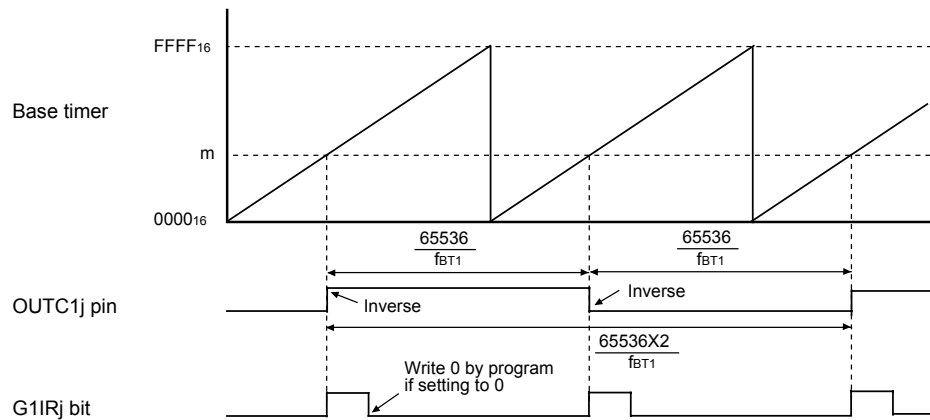 FFFF16
Base timer
m
000016
65536
fBT1
65536
fBT1
OUTC1j pin
Inverse
Inverse
65536X2
fBT1
Write 0 by program
if setting to 0
G1IRj bit